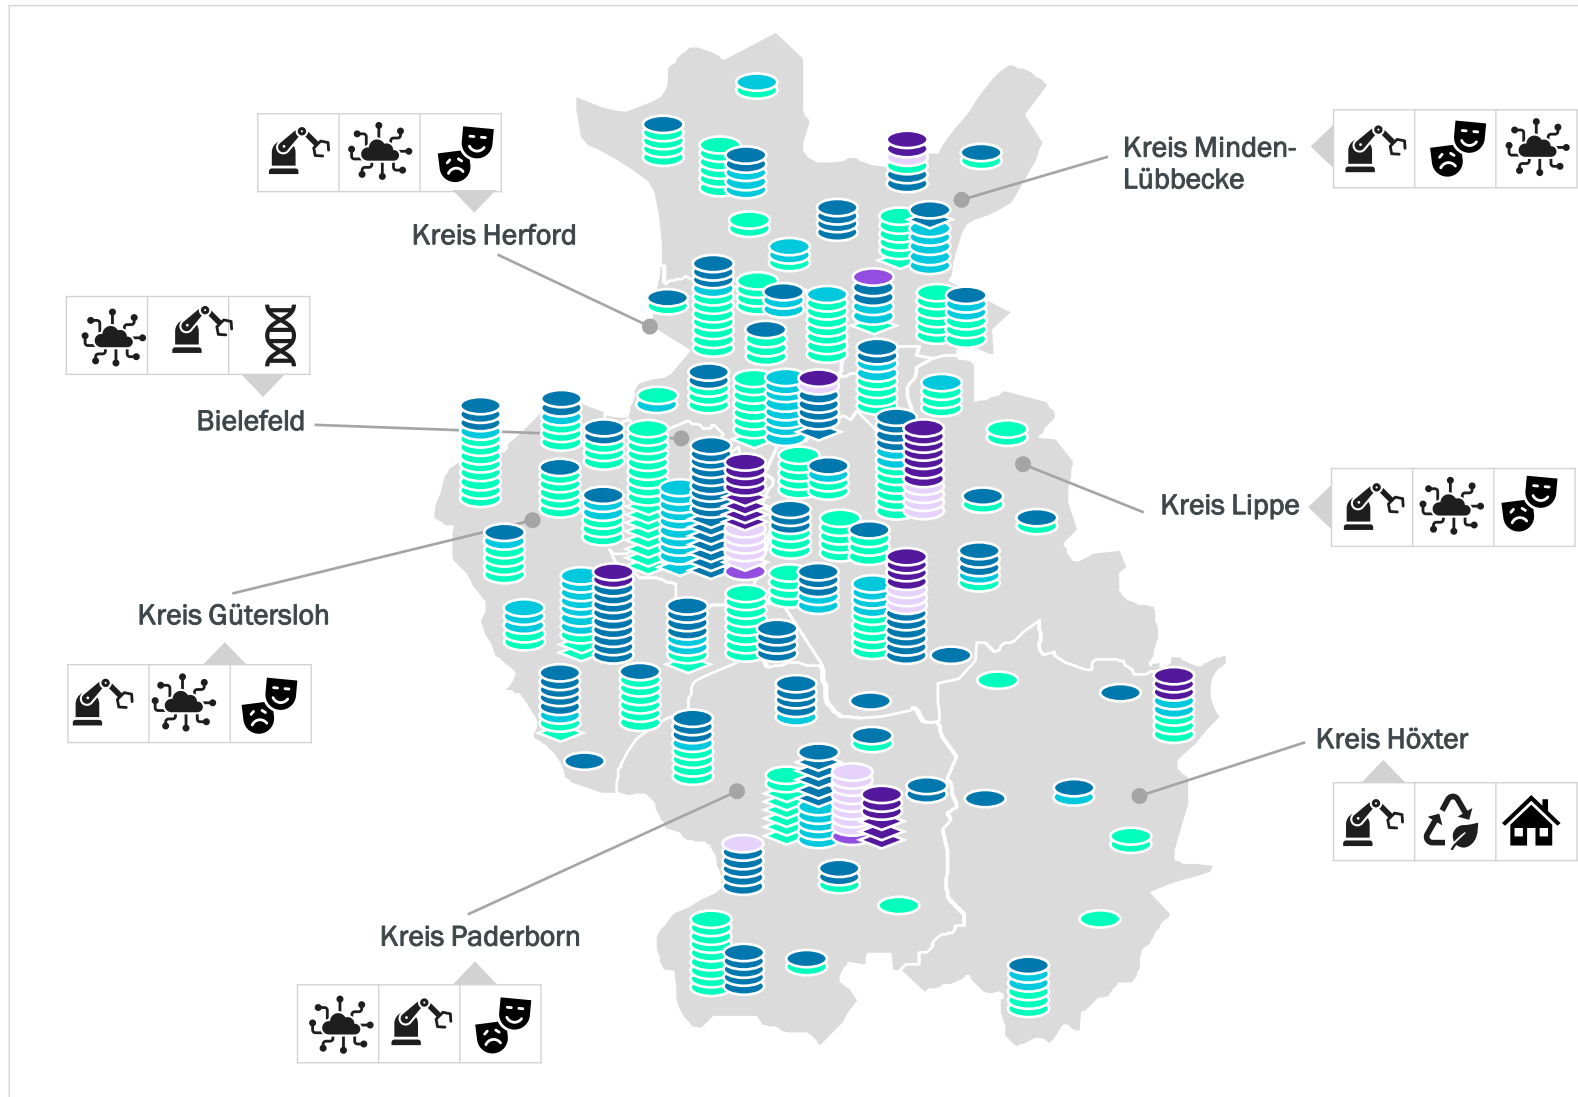 Kreis Minden-
Lübbecke
Kreis Herford
Bielefeld
Kreis Lippe
Kreis Gütersloh
Kreis Höxter
Kreis Paderborn